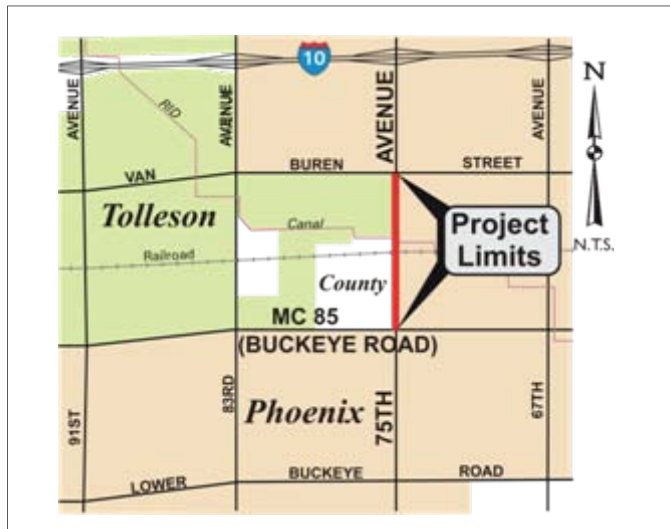 10
N
AVENUE
AVENUE
AVENUE
AVENUE
RID
VAN
BUREN
STREET
Tolleson
Canal
Project
Limits
Railroad
N.T.S.
County
MC 85
(BUCKEYE ROAD)
91ST
83RD
Phoenix
75TH
67TH
LOWER
BUCKEYE
ROAD